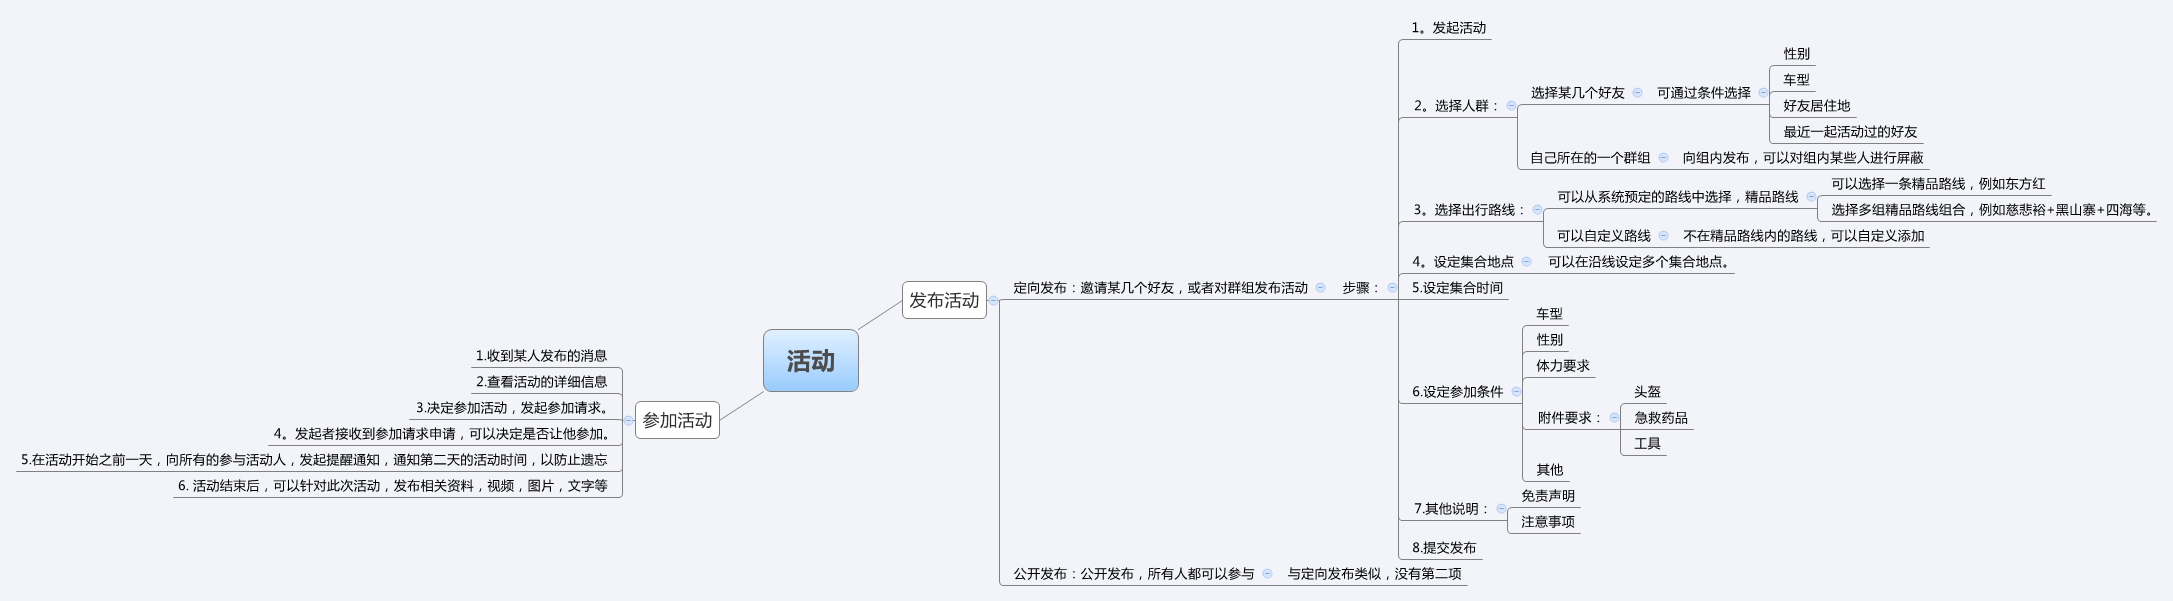 活动
发布活动
定向发布：邀请某几个好友，或者对群组发布活动
步骤：
1。发起活动
2。选择人群：
选择某几个好友
可通过条件选择
性别
车型
好友居住地
最近一起活动过的好友
自己所在的一个群组
向组内发布，可以对组内某些人进行屏蔽
3。选择出行路线：
可以从系统预定的路线中选择，精品路线
可以选择一条精品路线，例如东方红
选择多组精品路线组合，例如慈悲裕+黑山寨+四海等。
可以自定义路线
不在精品路线内的路线，可以自定义添加
4。设定集合地点
可以在沿线设定多个集合地点。
5.设定集合时间
6.设定参加条件
车型
性别
体力要求
附件要求：
头盔
急救药品
工具
其他
7.其他说明：
免责声明
注意事项
8.提交发布
公开发布：公开发布，所有人都可以参与
与定向发布类似，没有第二项
参加活动
1.收到某人发布的消息
2.查看活动的详细信息
3.决定参加活动，发起参加请求。
4。发起者接收到参加请求申请，可以决定是否让他参加。
5.在活动开始之前一天，向所有的参与活动人，发起提醒通知，通知第二天的活动时间，以防止遗忘
6. 活动结束后，可以针对此次活动，发布相关资料，视频，图片，文字等